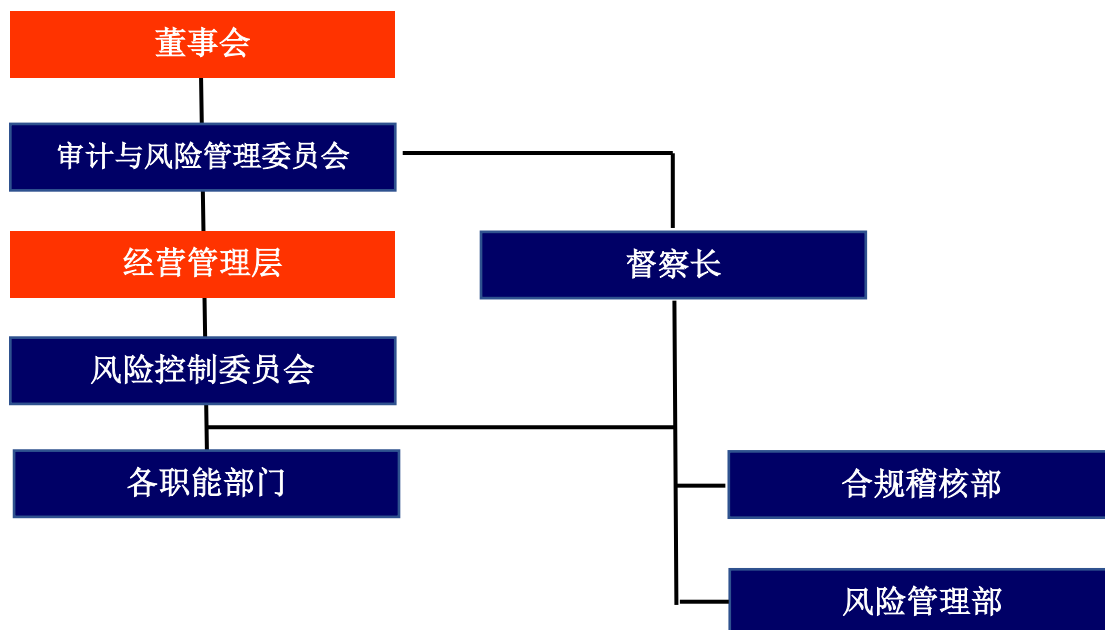 董事会
审计与风险管理委员会
经营管理层
督察长
风险控制委员会
各职能部门
合规稽核部
风险管理部